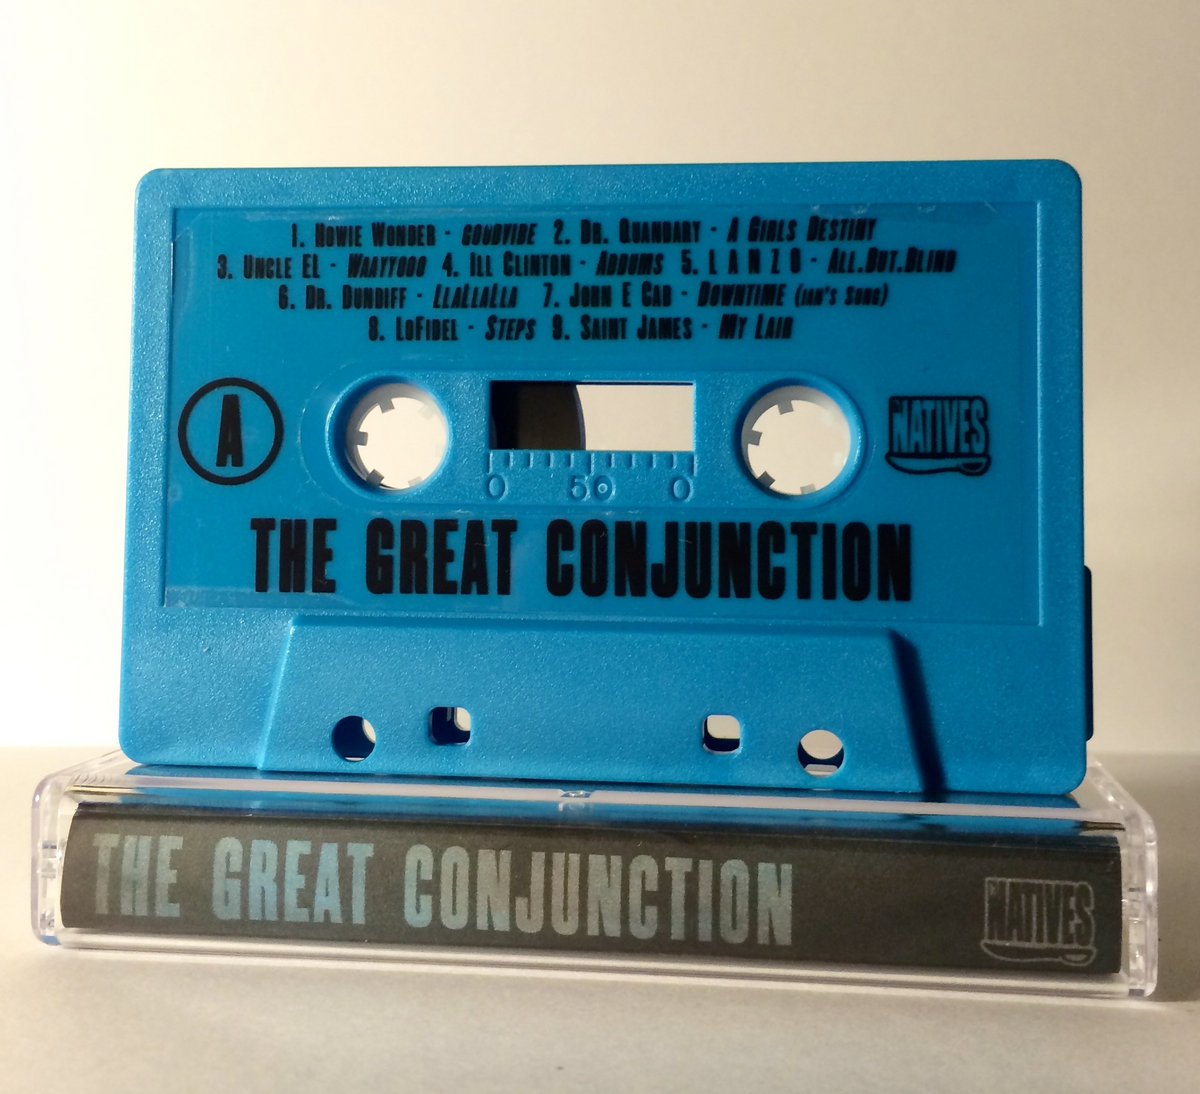 1. Howie Wonder - goodvibe 2. Dr. Quandary - A Girls Destiny
3. Uncle EL - Waaytooo 4. Ill Clinton - Addums 5. L A N Z O - All.But.Blind
6. Dr. Dundiff - LlaLlaLla 7. John E Cab - Downtime (ian's Song)
8. LoFidel - Steps 9. Saint James - My Lair
A
NATIVES
0 50 0
THE GREAT CONJUNCTION
THE GREAT CONJUNCTION
NATIVES